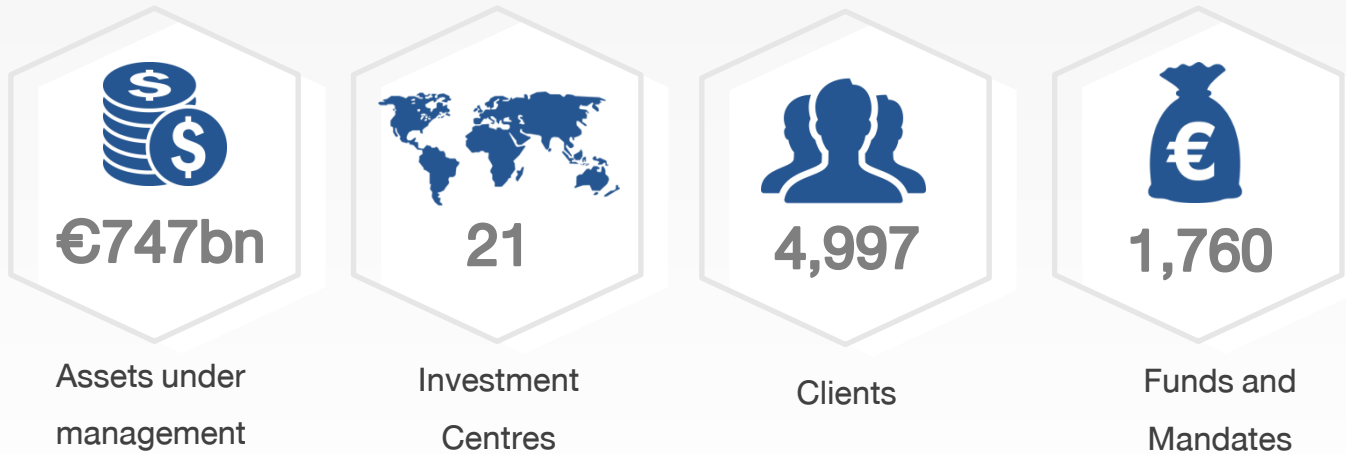 $
$
€
€747bn
21
4,997
1,760
Assets under
management
Investment
Centres
Clients
Funds and
Mandates